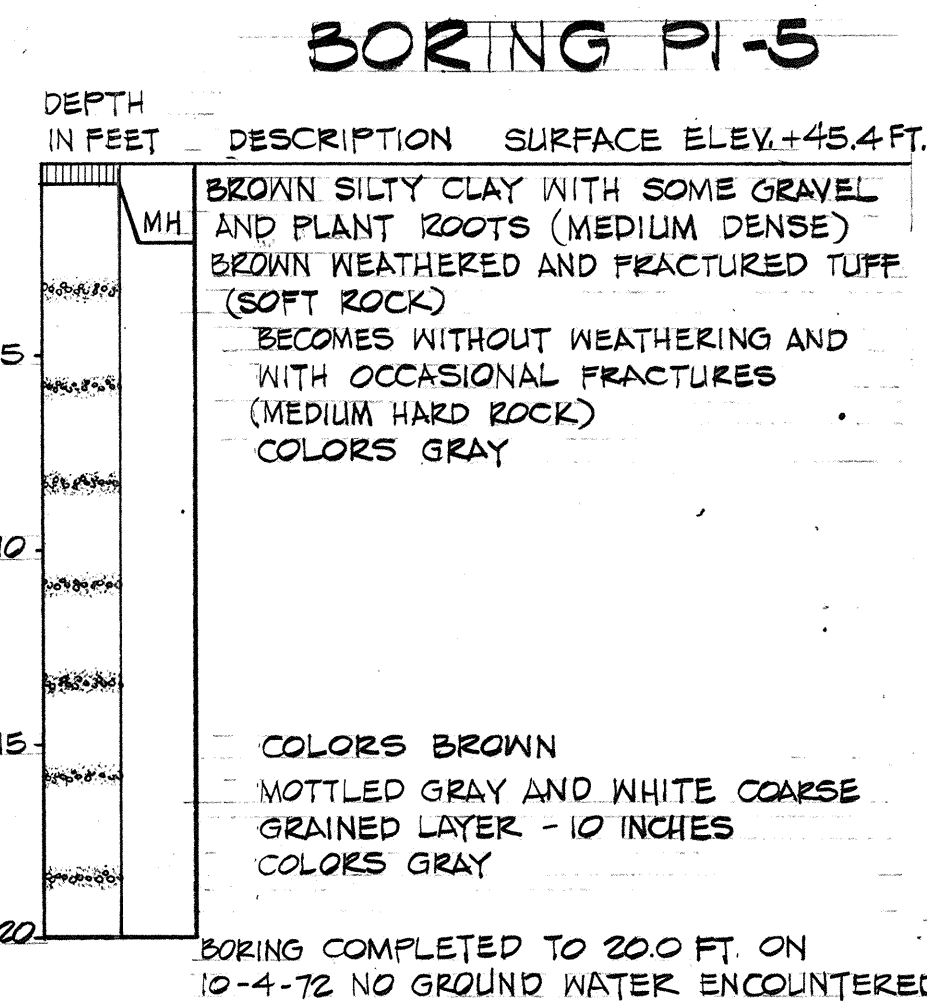 BORING PI-5
DEPTH
IN FEET DESCRIPTION SURFACE ELEV. +45.4 FT.
BROWN SILTY CLAY WITH SOME GRAVEL
MH AND PLANT ROOTS (MEDIUM DENSE)
BROWN WEATHERED AND FRACTURED TUFF
(SOFT ROCK)
5 BECOMES WITHOUT WEATHERING AND
WITH OCCASIONAL FRACTURES
(MEDIUM HARD ROCK)
COLORS GRAY
10
15 COLORS BROWN
MOTTLED GRAY AND WHITE COARSE
GRAINED LAYER - 10 INCHES
COLORS GRAY
20
BORING COMPLETED TO 20.0 FT. ON
10-4-72 NO GROUND WATER ENCOUNTERED